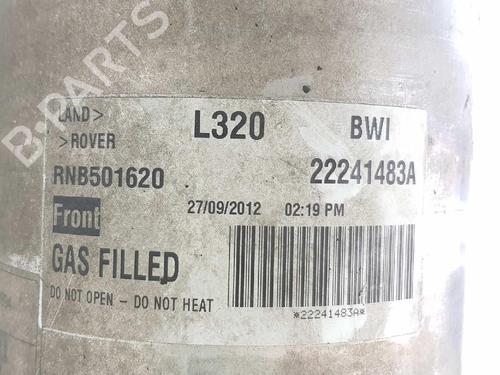 B-PARTS
LAND>
>ROVER
L320
BWI
RNB501620
22241483A
Front
27/09/2012 02:19 PM
GAS FILLED
DO NOT OPEN - DO NOT HEAT
*22241483A*